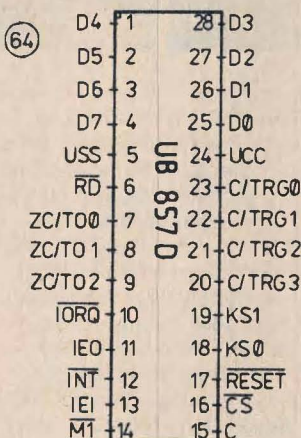 64
D4 1 28 D3
D5 2 27 D2
D6 3 26 D1
D7 4 25 D0
USS 5 24 UCC
RD 6 23 C/TRG0
ZC/TO0 7 22 C/TRG1
ZC/TO1 8 21 C/TRG2
ZC/TO2 9 20 C/TRG3
IORQ 10 19 KS1
IEO 11 18 KS0
INT 12 17 RESET
IEI 13 16 CS
M1 14 15 C
UB 857 D